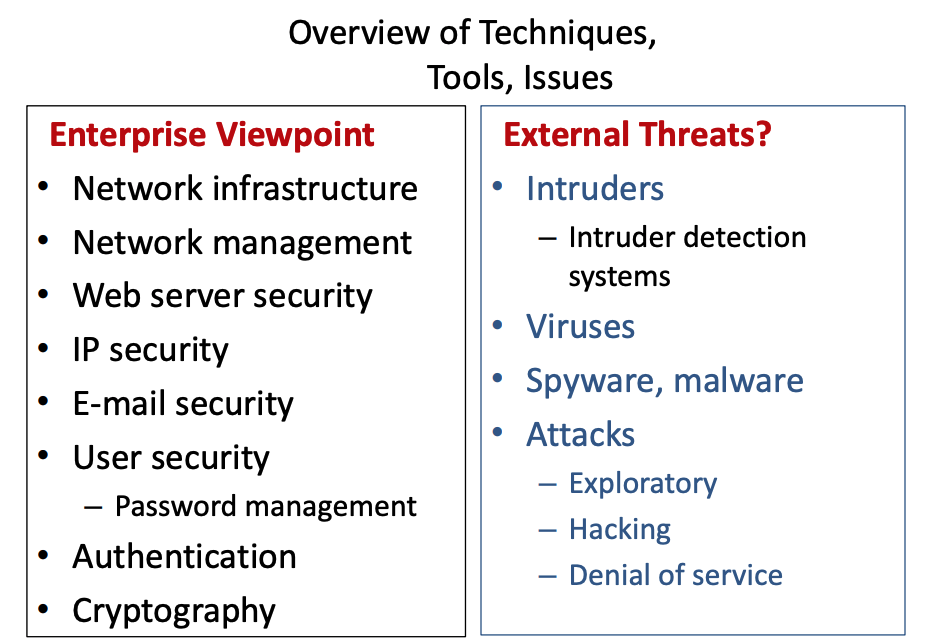 Overview of Techniques,
Tools, Issues
Enterprise Viewpoint
• Network infrastructure
• Network management
• Web server security
• IP security
• E-mail security
• User security
– Password management
• Authentication
• Cryptography
External Threats?
• Intruders
– Intruder detection
systems
• Viruses
• Spyware, malware
• Attacks
– Exploratory
– Hacking
– Denial of service